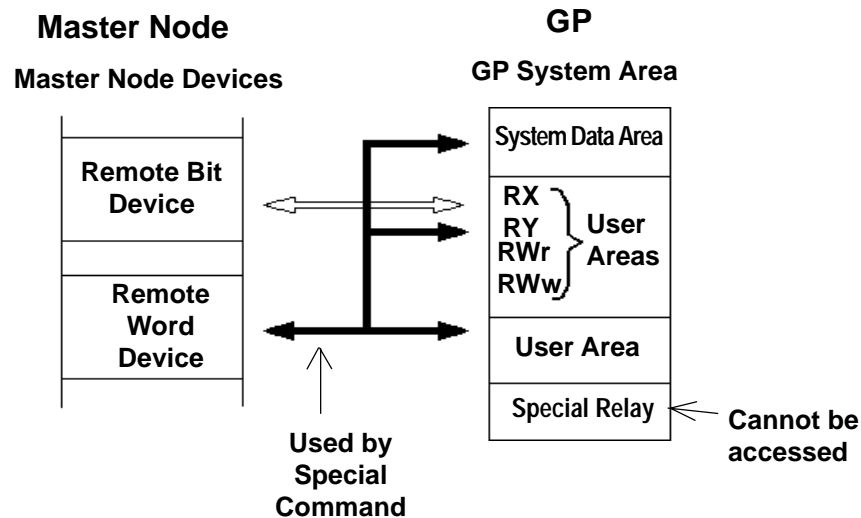 Master Node
Master Node Devices
Remote Bit
Device
Remote
Word
Device
Used by
Special
Command
GP
GP System Area
System Data Area
RX
RY
RWr
RWw
User
Areas
User Area
Special Relay
Cannot be
accessed